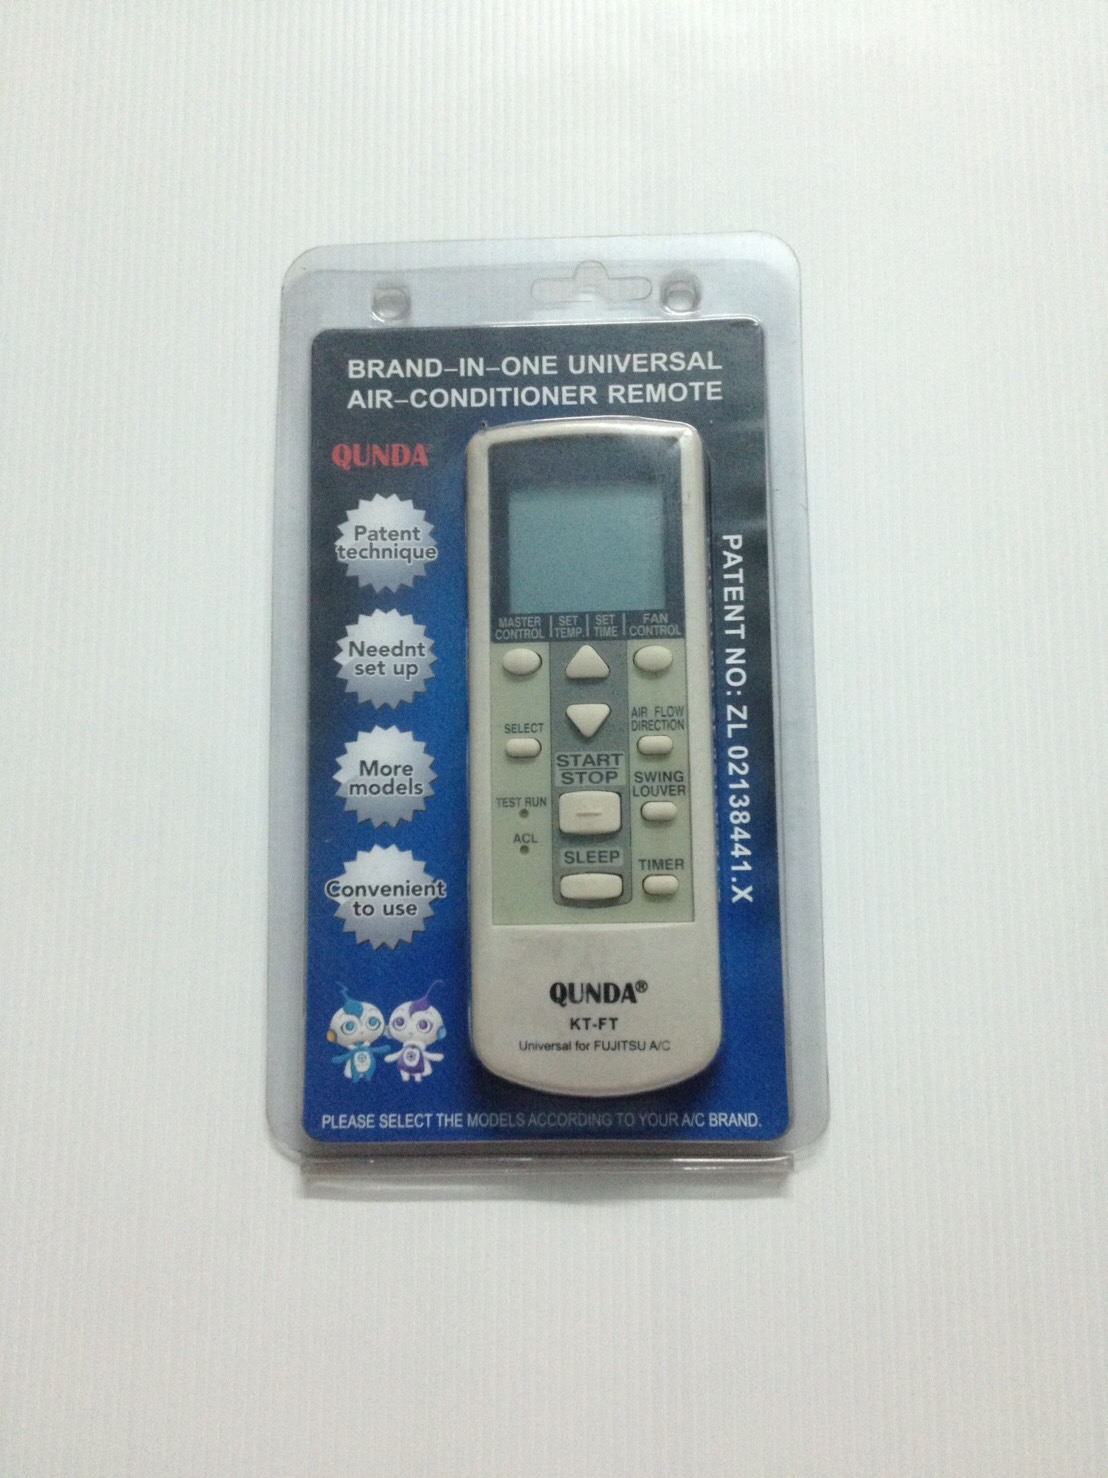 BRAND–IN–ONE UNIVERSAL
AIR–CONDITIONER REMOTE
QUNDA
Patent
technique
Neednt
set up
More
models
Convenient
to use
MASTER
CONTROL
SET
TEMP.
SET
TIME
FAN
CONTROL
SELECT
AIR FLOW
DIRECTION
START
STOP
SWING
LOUVER
TEST RUN
ACL
SLEEP
TIMER
QUNDA®
KT-FT
Universal for FUJITSU A/C
PATENT NO: ZL 02138441.X
PLEASE SELECT THE MODELS ACCORDING TO YOUR A/C BRAND.